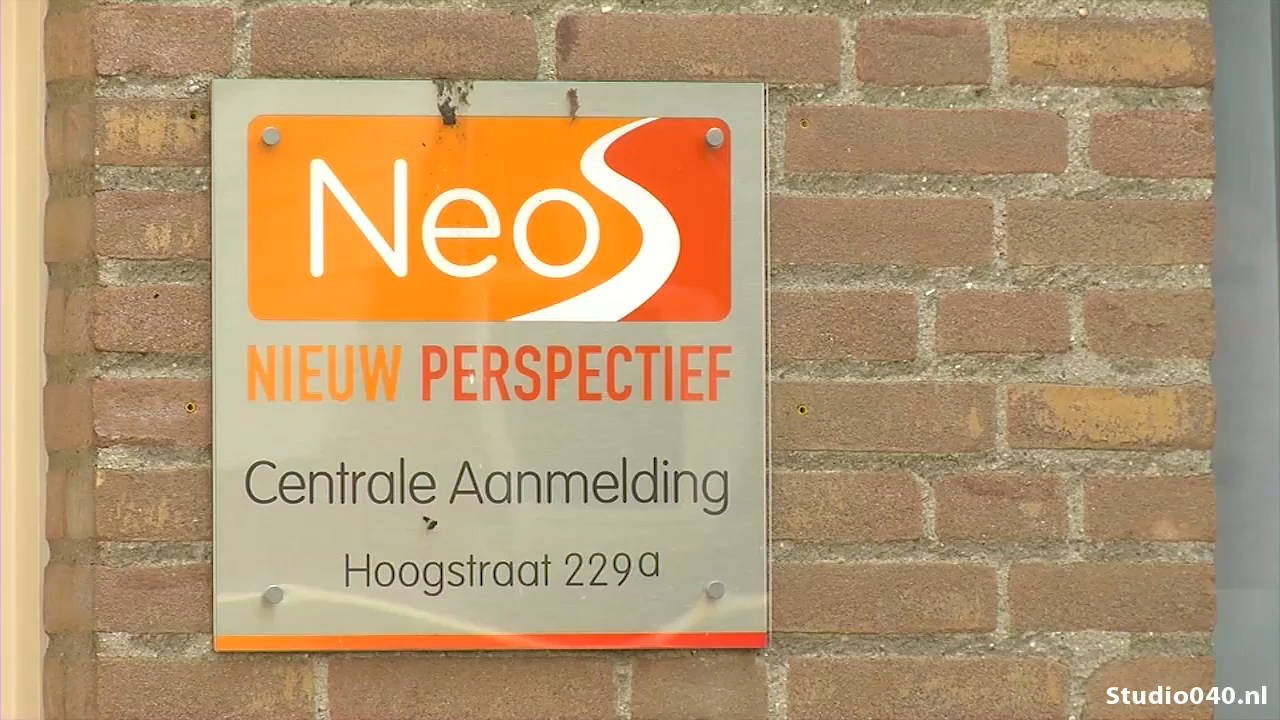 NeoS
NIEUW PERSPECTIEF
Centrale Aanmelding
Hoogstraat 229a
Studio040.nl